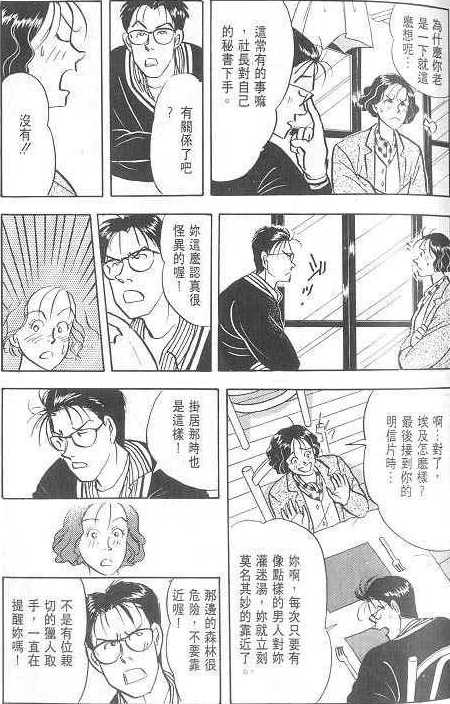 為什麼你老
是一下就這
麼想呢…
這常有的事嘛
，社長對自己
的秘書下手。
有關係了吧
？
沒有!!
妳這麼認真很
怪異的喔！
啊…對了，
埃及怎麼樣？
最後接到你的
明信片時…
妳啊，每次只要有
像點樣的男人對妳
灌迷湯，妳就立刻
莫名其妙的靠近了
。
掛居那時也
是這樣！
那邊的森林很
危險，不要靠
近喔！
不是有位親
切的獵人取
手，一直在
提醒妳嗎！